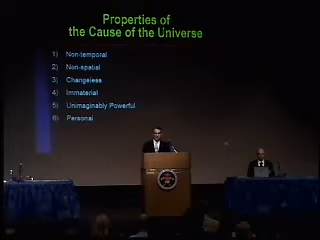 Properties of
the Cause of the Universe
1) Non-temporal
2) Non-spatial
3) Changeless
4) Immaterial
5) Unimaginably Powerful
6) Personal